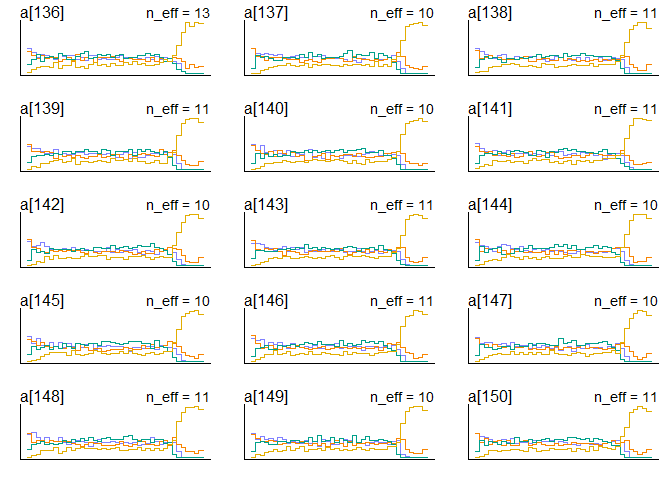 a[136] n_eff = 13 a[137] n_eff = 10 a[138] n_eff = 11
a[139] n_eff = 11 a[140] n_eff = 10 a[141] n_eff = 11
a[142] n_eff = 10 a[143] n_eff = 11 a[144] n_eff = 10
a[145] n_eff = 10 a[146] n_eff = 11 a[147] n_eff = 10
a[148] n_eff = 11 a[149] n_eff = 10 a[150] n_eff = 11